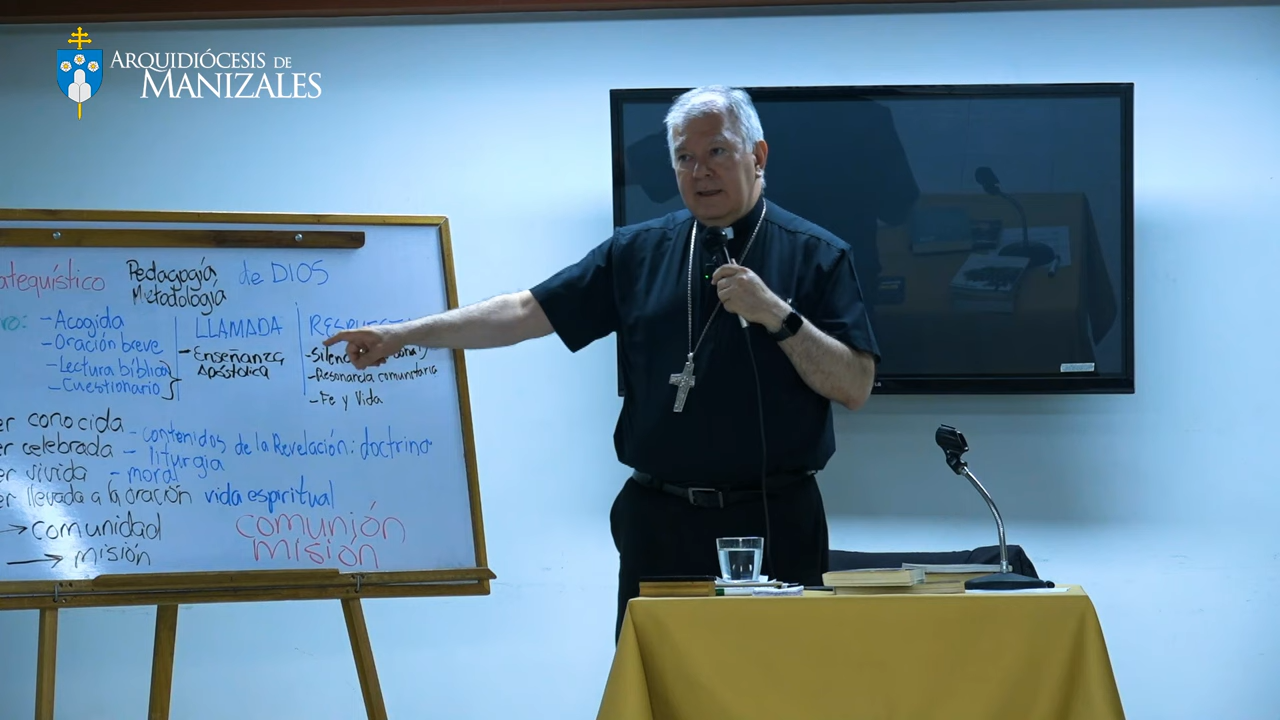 ARQUIDIÓCESIS DE
MANIZALES
atequístico Pedagogía de DIOS
Metodología
ro: - Acogida LLAMADA
- Oración breve - Enseñanza
- Lectura bíblica Apóstolica - Resonancia comunitaria
- Cuestionario - Fe y Vida
er conocida - contenidos de la Revelación: doctrina
er celebrada - liturgia
er vivida - moral
er llevada a la oración vida espiritual
→ comunidad comunión
→ misión misión